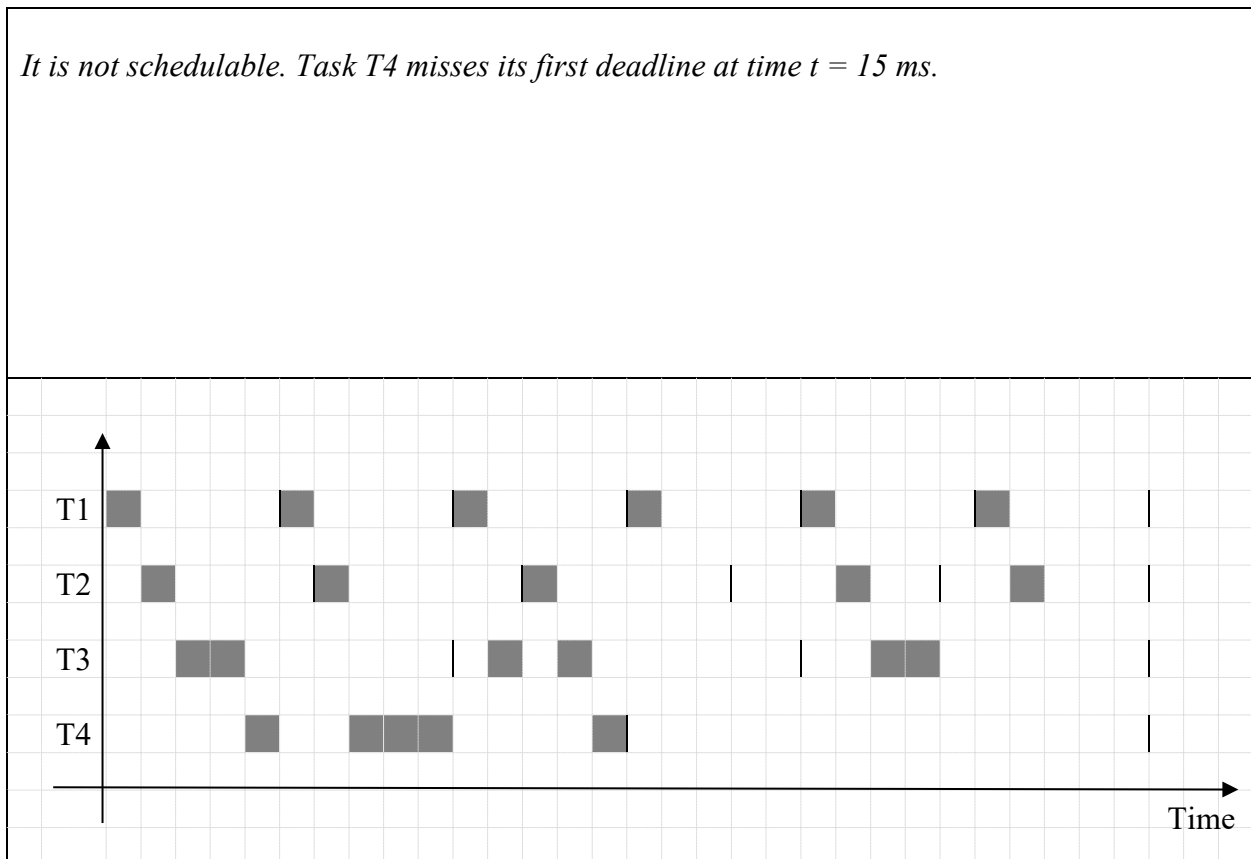 It is not schedulable. Task T4 misses its first deadline at time t = 15 ms.
T1
T2
T3
T4
Time